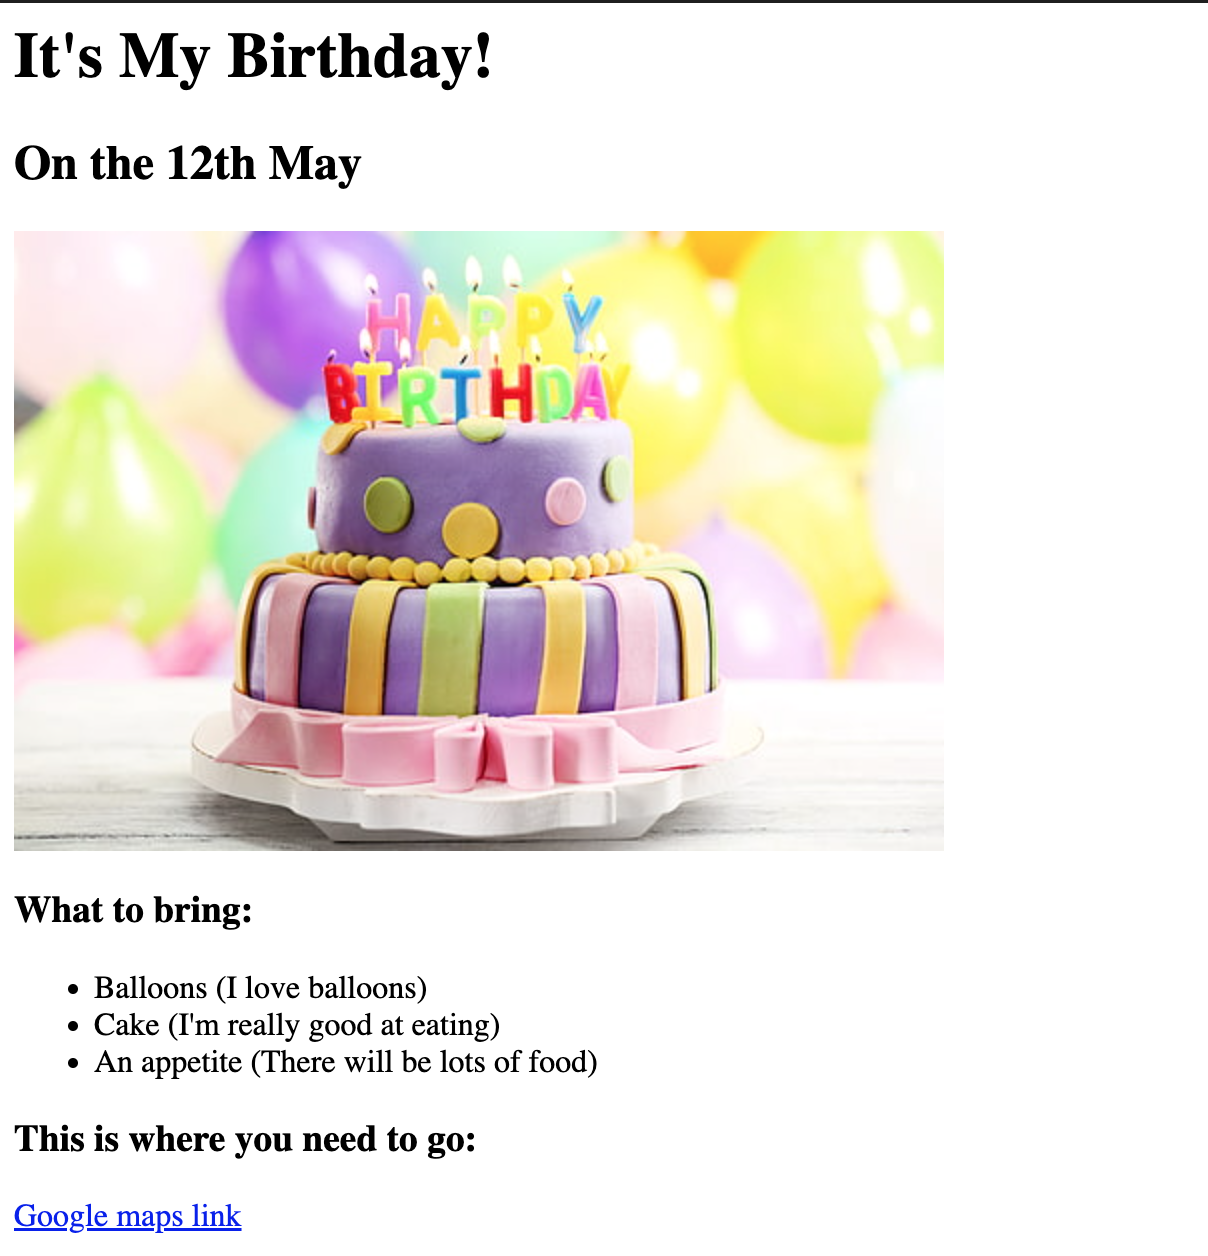 It's My Birthday!
On the 12th May
HAPPY
BIRTHDAY
What to bring:
Balloons (I love balloons)
Cake (I'm really good at eating)
An appetite (There will be lots of food)
This is where you need to go:
Google maps link